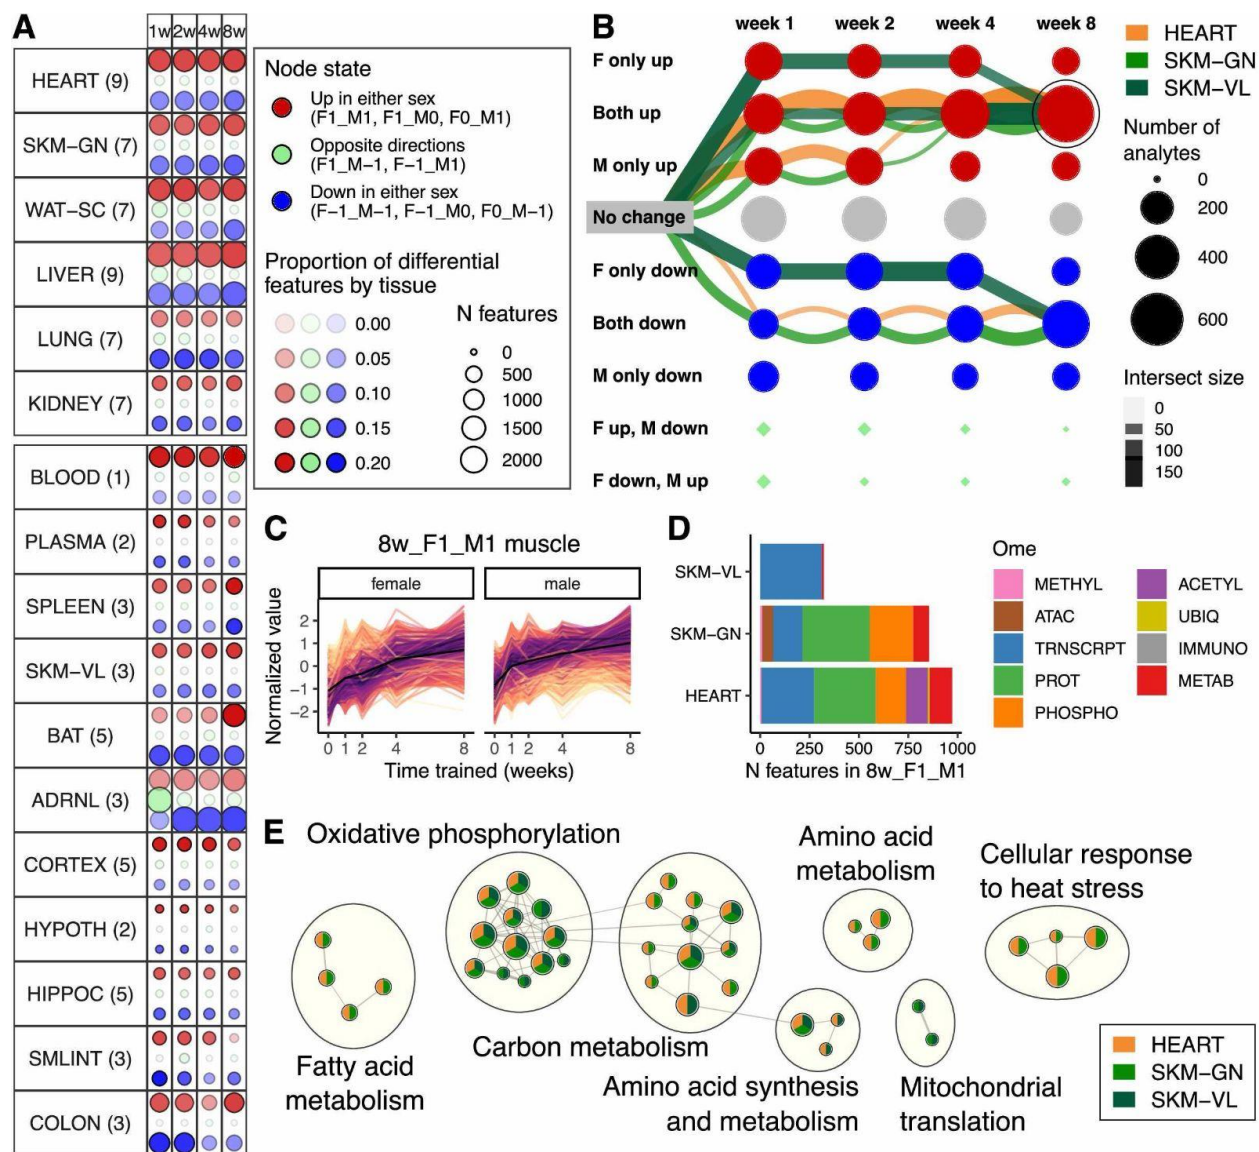 A
1w 2w 4w 8w
HEART (9)
SKM−GN (7)
WAT−SC (7)
LIVER (9)
LUNG (7)
KIDNEY (7)
BLOOD (1)
PLASMA (2)
SPLEEN (3)
SKM−VL (3)
BAT (5)
ADRNL (3)
CORTEX (5)
HYPOTH (2)
HIPPOC (5)
SMLINT (3)
COLON (3)
Node state
Up in either sex
(F1_M1, F1_M0, F0_M1)
Opposite directions
(F1_M−1, F−1_M1)
Down in either sex
(F−1_M−1, F−1_M0, F0_M−1)
Proportion of differential
features by tissue
0.00
0.05
0.10
0.15
0.20
N features
0
500
1000
1500
2000
B
week 1 week 2 week 4 week 8
F only up
Both up
M only up
No change
F only down
Both down
M only down
F up, M down
F down, M up
HEART
SKM−GN
SKM−VL
Number of
analytes
0
200
400
600
Intersect size
0
50
100
150
C
8w_F1_M1 muscle
female male
Normalized value
2
1
0
−1
−2
0 1 2 4 8 0 1 2 4 8
Time trained (weeks)
D
SKM−VL
SKM−GN
HEART
0 250 500 750 1000
N features in 8w_F1_M1
Ome
METHYL
ATAC
TRNSCRPT
PROT
PHOSPHO
ACETYL
UBIQ
IMMUNO
METAB
E
Oxidative phosphorylation
Amino acid
metabolism
Cellular response
to heat stress
Fatty acid
metabolism
Carbon metabolism
Amino acid synthesis
and metabolism
Mitochondrial
translation
HEART
SKM−GN
SKM−VL